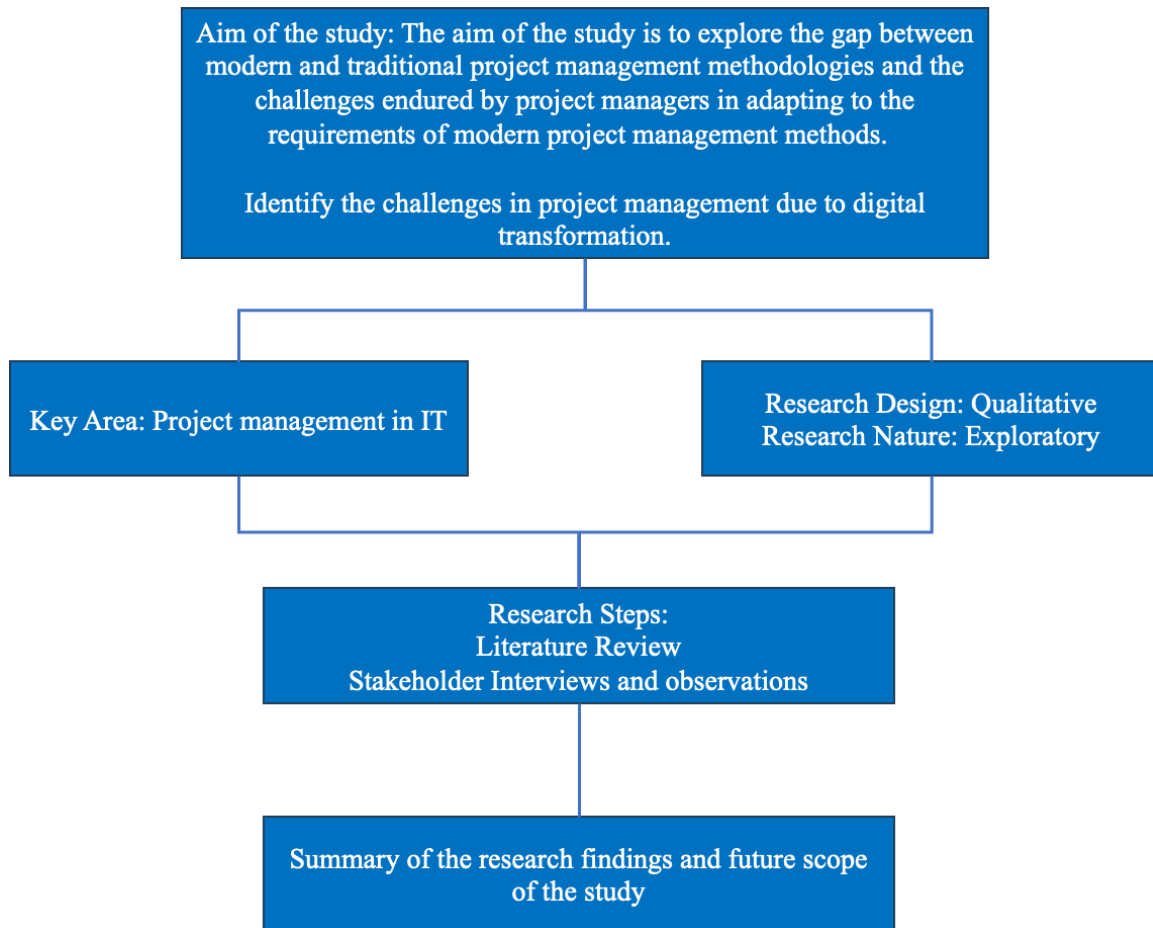 Aim of the study: The aim of the study is to explore the gap between
modern and traditional project management methodologies and the
challenges endured by project managers in adapting to the
requirements of modern project management methods.
Identify the challenges in project management due to digital
transformation.
Key Area: Project management in IT
Research Design: Qualitative
Research Nature: Exploratory
Research Steps:
Literature Review
Stakeholder Interviews and observations
Summary of the research findings and future scope
of the study